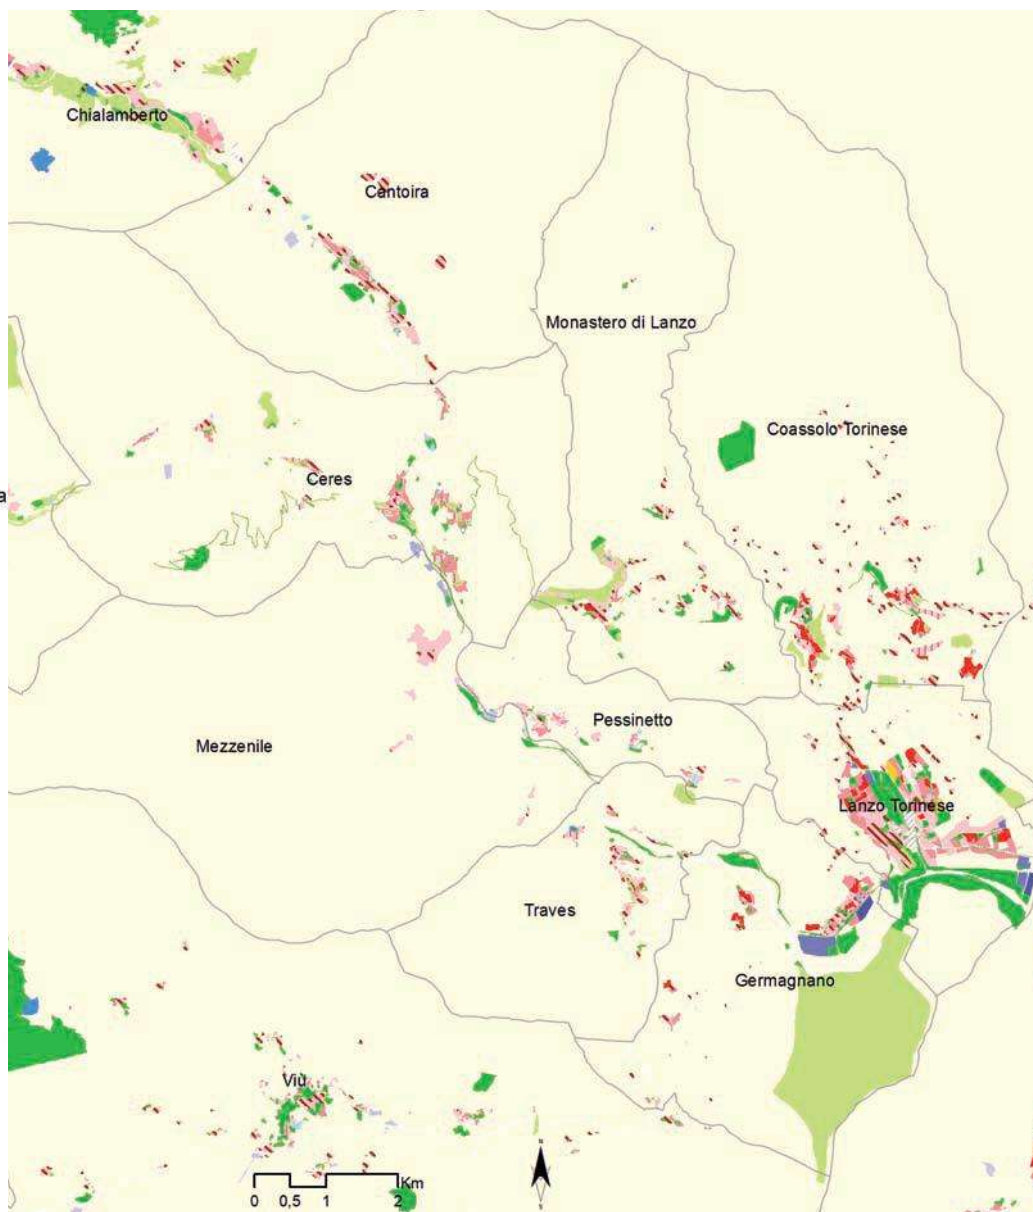 Chialamberto
Cantoira
Monastero di Lanzo
Coassolo Torinese
a
Ceres
Pessinetto
Mezzenile
Lanzo Torinese
Traves
Germagnano
Viù
N
Km
0 0,5 1 2
S